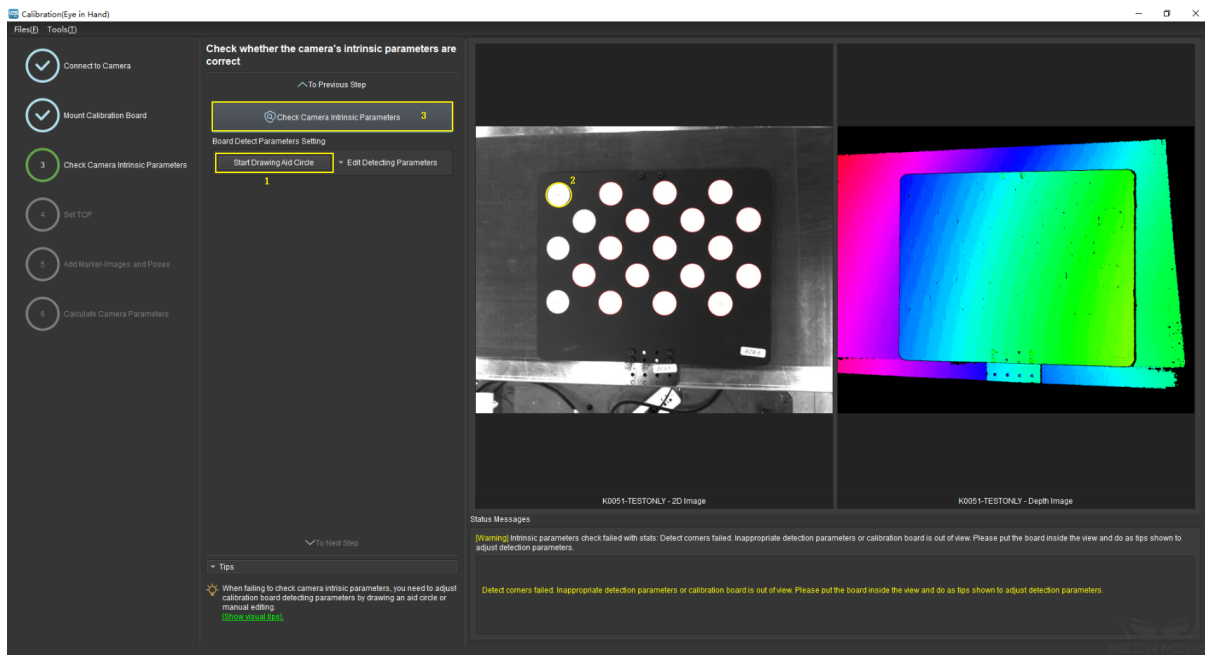 Calibration(Eye in Hand)
Files(F) Tools(T)
Connect to Camera
Mount Calibration Board
3 Check Camera Intrinsic Parameters
4 Set TCP
5 Add Marker-Images and Poses
6 Calculate Camera Parameters
Check whether the camera's intrinsic parameters are
correct
To Previous Step
Check Camera Intrinsic Parameters 3
Board Detect Parameters Setting
Start Drawing Aid Circle Edit Detecting Parameters
1
To Next Step
Tips
When failing to check camera intrisic parameters, you need to adjust
calibration board detecting parameters by drawing an aid circle or
manual editing.
[Show visual tips].
2
K0051-TESTONLY - 2D Image
K0051-TESTONLY - Depth Image
Status Messages
[Warning] Intrinsic parameters check failed with stats: Detect corners failed. Inappropriate detection parameters or calibration board is out of view. Please put the board inside the view and do as tips shown to
adjust detection parameters.
Detect corners failed. Inappropriate detection parameters or calibration board is out of view. Please put the board inside the view and do as tips shown to adjust detection parameters.
MECH MIND